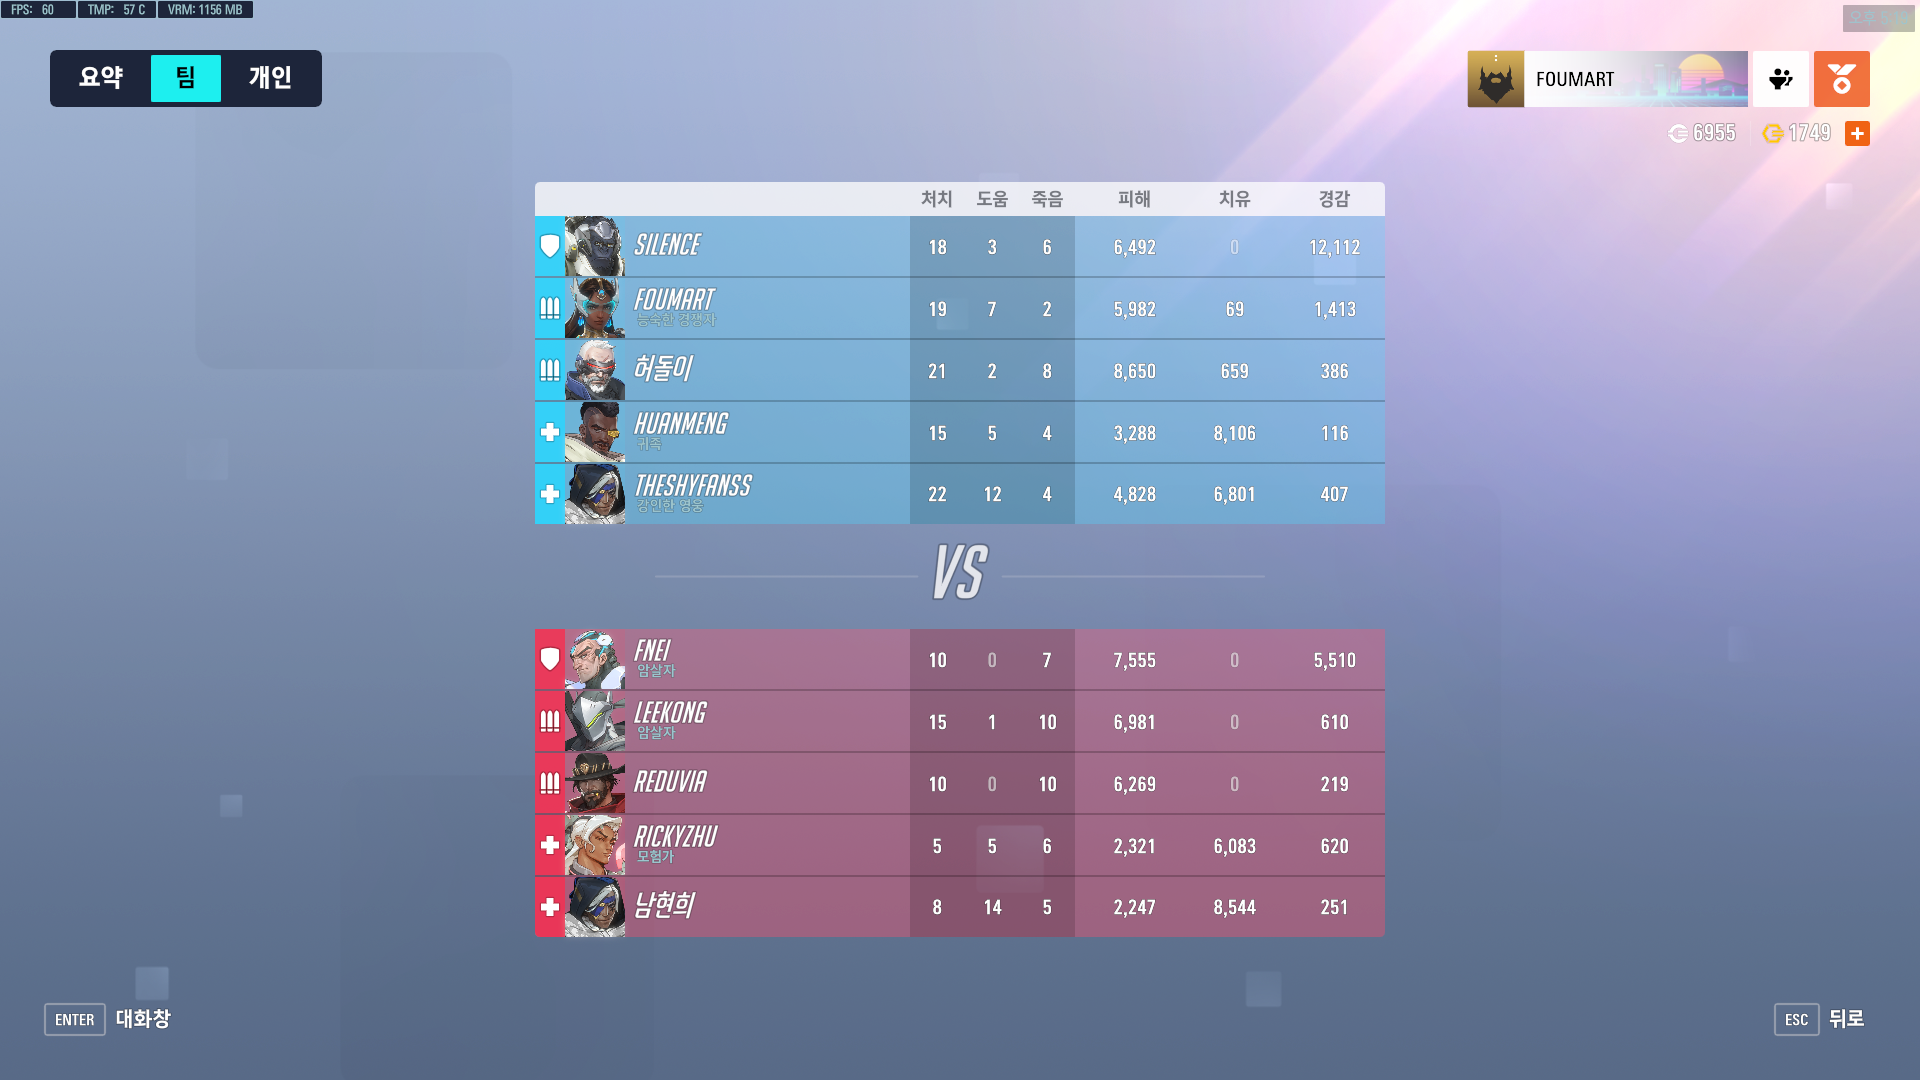 FPS: 60 TMP: 57 C VRM: 1156 MB
요약 팀 개인
FOUMART
6955 1749
처치 도움 죽음 피해 치유 경감
SILENCE 18 3 6 6,492 0 12,112
FOUMART 19 7 2 5,982 69 1,413
능숙한 경쟁자
허돌이 21 2 8 8,650 659 386
HUANMENG 15 5 4 3,288 8,106 116
귀족
THESHYFANSS 22 12 4 4,828 6,801 407
강인한 영웅
VS
FNEI 10 0 7 7,555 0 5,510
암살자
LEEKONG 15 1 10 6,981 0 610
암살자
REDUVIA 10 0 10 6,269 0 219
RICKYZHU 5 5 6 2,321 6,083 620
모험가
남현희 8 14 5 2,247 8,544 251
ENTER 대화창
ESC 뒤로